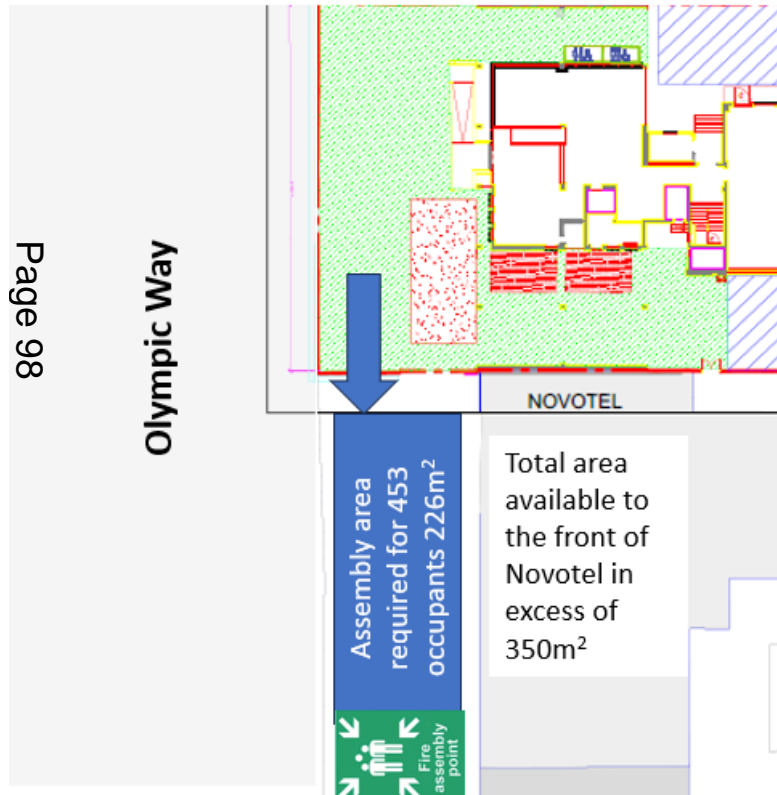 Page 98
Olympic Way
NOVOTEL
Assembly area
required for 453
occupants 226m²
Total area
available to
the front of
Novotel in
excess of
350m²
Fire
assembly
point